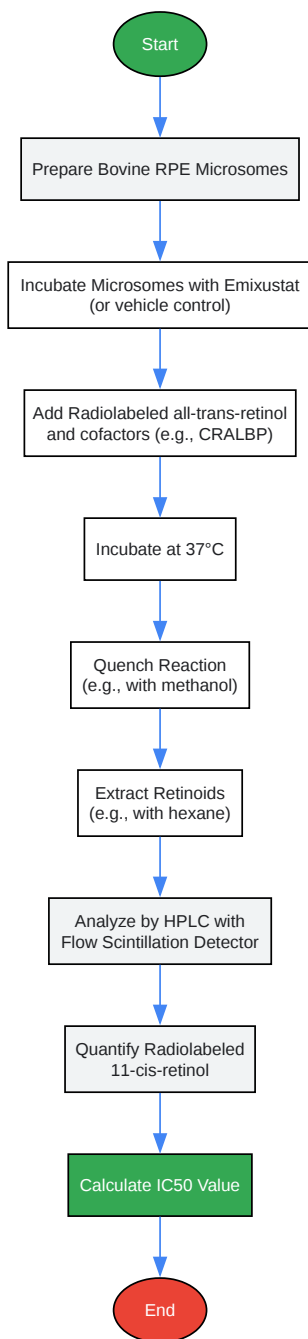 Start
Prepare Bovine RPE Microsomes
Incubate Microsomes with Emixustat
(or vehicle control)
Add Radiolabeled all-trans-retinol
and cofactors (e.g., CRALBP)
Incubate at 37°C
Quench Reaction
(e.g., with methanol)
Extract Retinoids
(e.g., with hexane)
Analyze by HPLC with
Flow Scintillation Detector
Quantify Radiolabeled
11-cis-retinol
Calculate IC50 Value
End